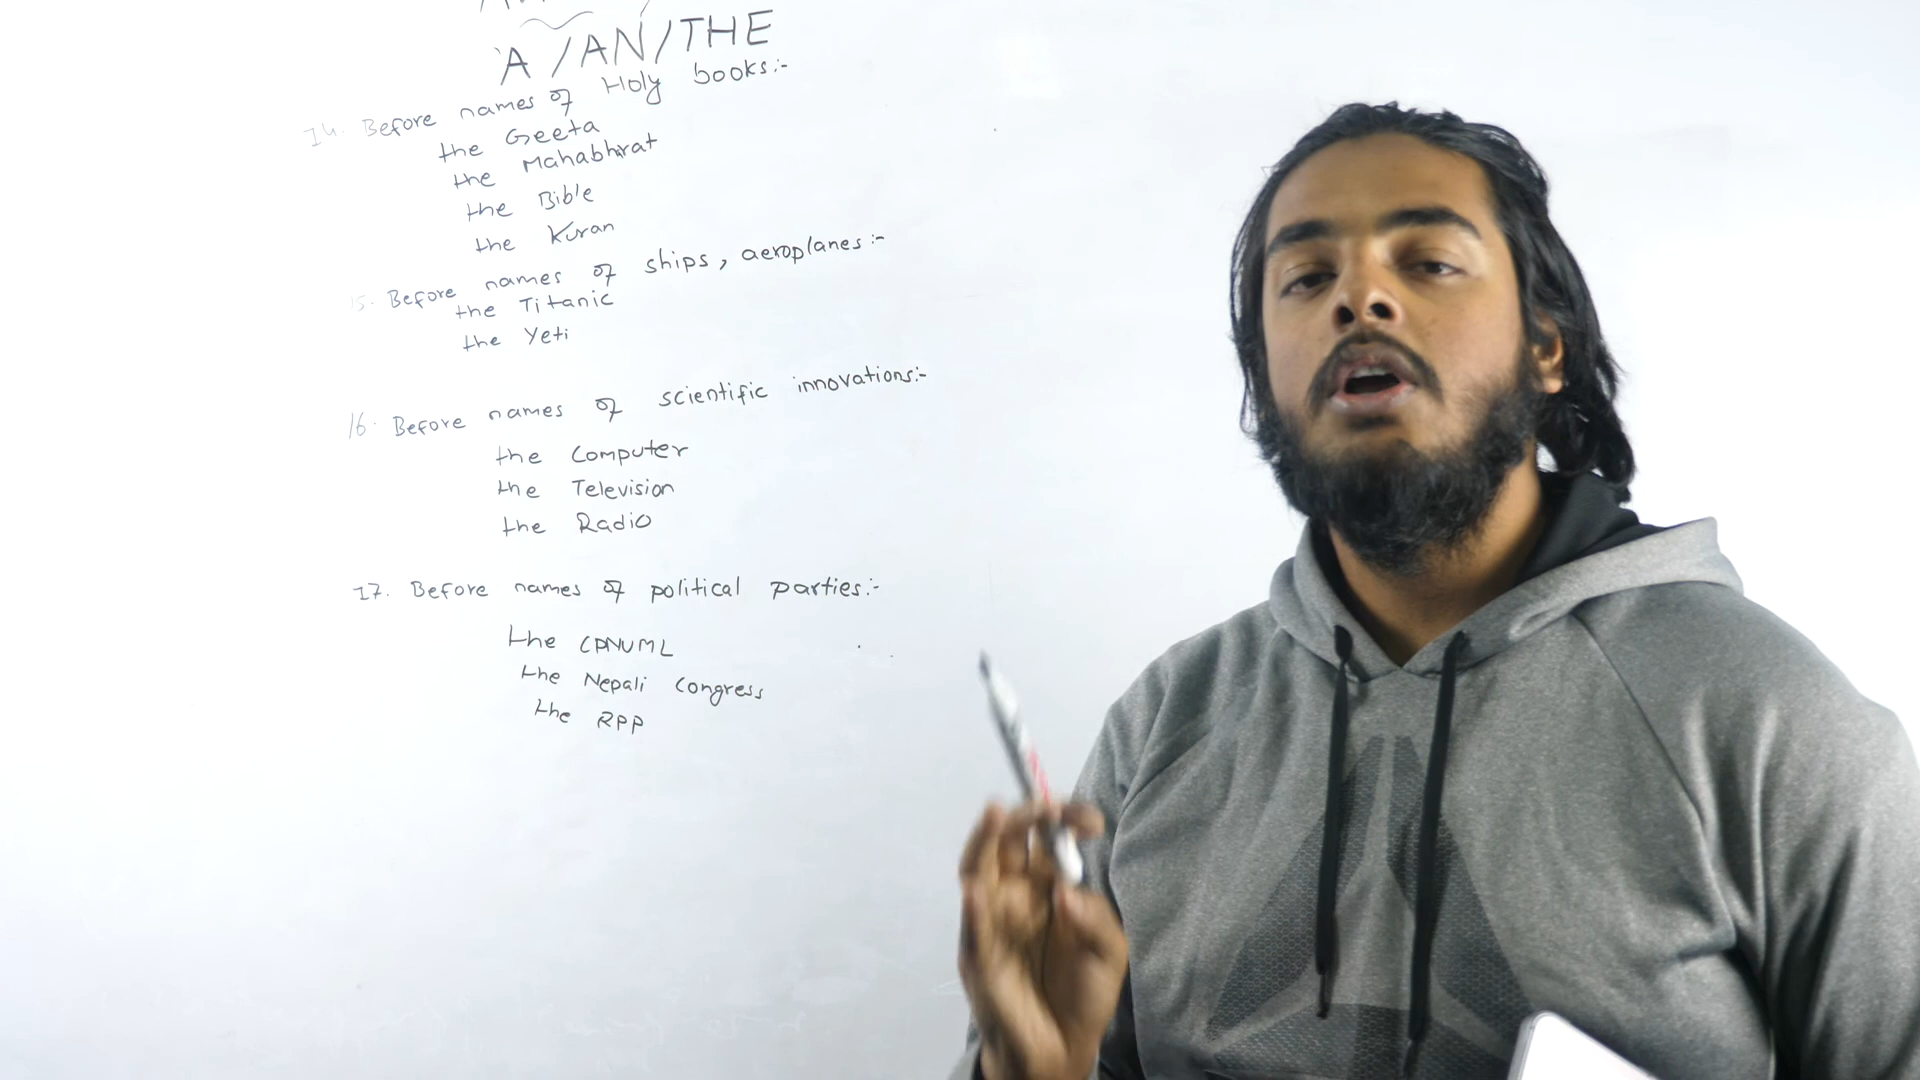 A/AN/THE
14. Before names of Holy books:-
the Geeta
the Mahabharat
the Bible
the Kuran
15. Before names of ships, aeroplanes:-
the Titanic
the Yeti
16. Before names of scientific innovations:-
the Computer
the Television
the Radio
17. Before names of political parties:-
the CPNUML
the Nepali Congress
the RPP